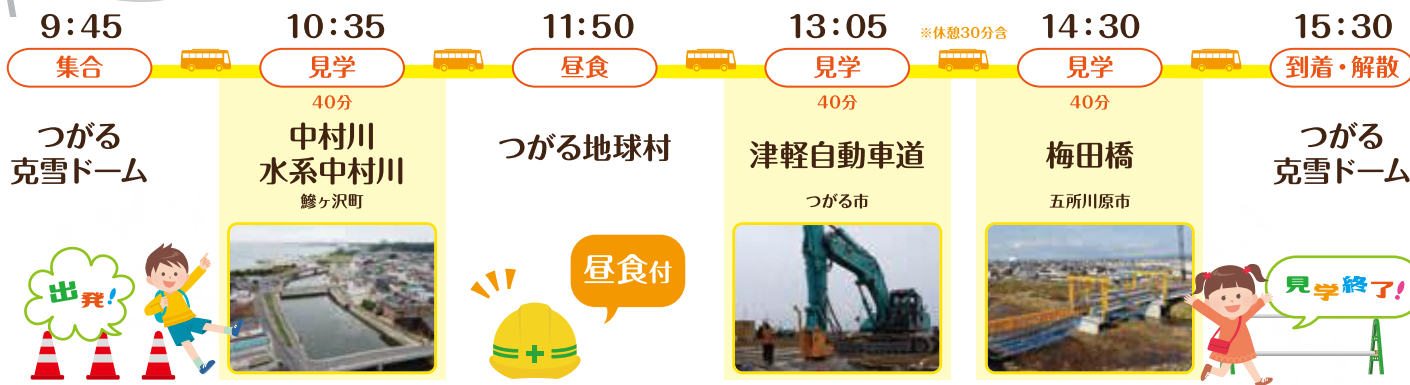 9:45
集合
つがる
克雪ドーム
出発!
10:35
見学
40分
中村川
水系中村川
鰺ヶ沢町
11:50
昼食
つがる地球村
昼食付
13:05
見学
40分
津軽自動車道
つがる市
※休憩30分含
14:30
見学
40分
梅田橋
五所川原市
15:30
到着・解散
つがる
克雪ドーム
見学終了!